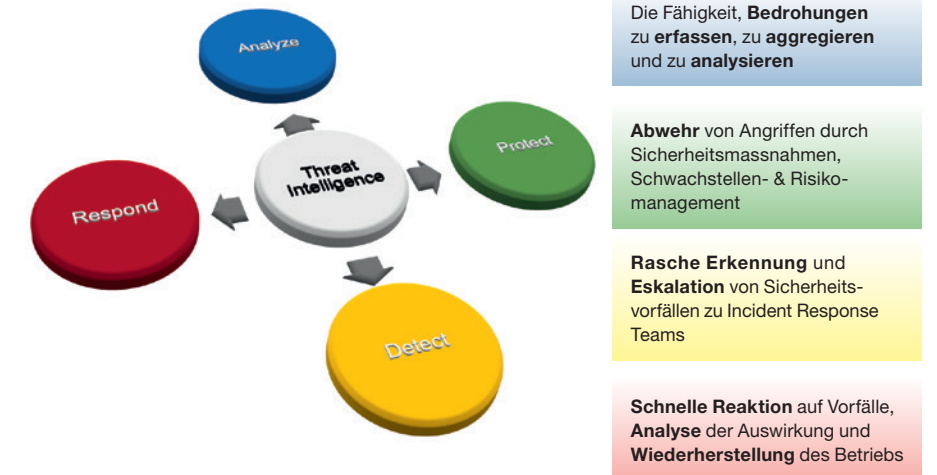 Analyze
Protect
Threat
Intelligence
Respond
Detect
Die Fähigkeit, Bedrohungen
zu erfassen, zu aggregieren
und zu analysieren
Abwehr von Angriffen durch
Sicherheitsmassnahmen,
Schwachstellen- & Risiko-
management
Rasche Erkennung und
Eskalation von Sicherheits-
vorfällen zu Incident Response
Teams
Schnelle Reaktion auf Vorfälle,
Analyse der Auswirkung und
Wiederherstellung des Betriebs